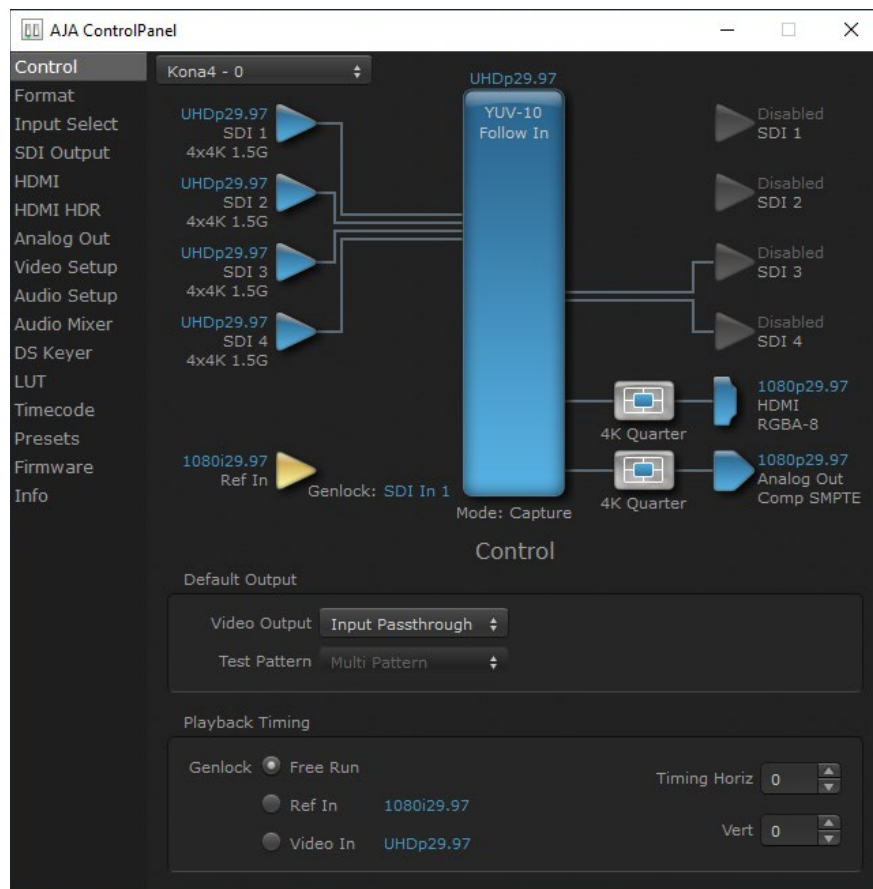 AJA ControlPanel
Control
Format
Input Select
SDI Output
HDMI
HDMI HDR
Analog Out
Video Setup
Audio Setup
Audio Mixer
DS Keyer
LUT
Timecode
Presets
Firmware
Info
Kona4 - 0
UHDp29.97
SDI 1
4x4K 1.5G
UHDp29.97
SDI 2
4x4K 1.5G
UHDp29.97
SDI 3
4x4K 1.5G
UHDp29.97
SDI 4
4x4K 1.5G
1080i29.97
Ref In
Genlock: SDI In 1
UHDp29.97
YUV-10
Follow In
Mode: Capture
Disabled
SDI 1
Disabled
SDI 2
Disabled
SDI 3
Disabled
SDI 4
4K Quarter
1080p29.97
HDMI
RGBA-8
4K Quarter
1080p29.97
Analog Out
Comp SMPTE
Control
Default Output
Video Output Input Passthrough
Test Pattern Multi Pattern
Playback Timing
Genlock Free Run
Ref In 1080i29.97
Video In UHDp29.97
Timing Horiz 0
Vert 0